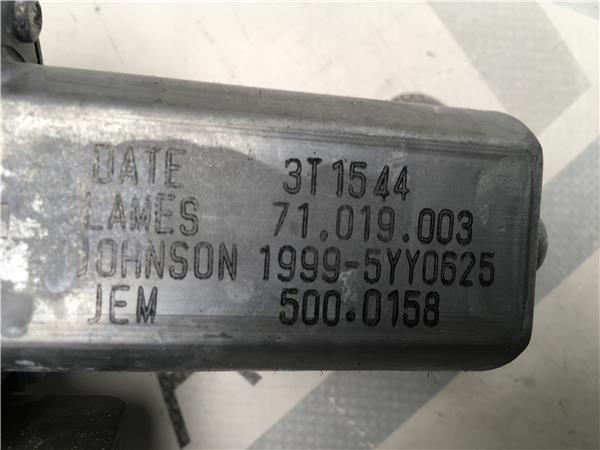 DATE 3T1544
LAMES 71.019.003
JOHNSON 1999-5YY0625
JEM 500.0158